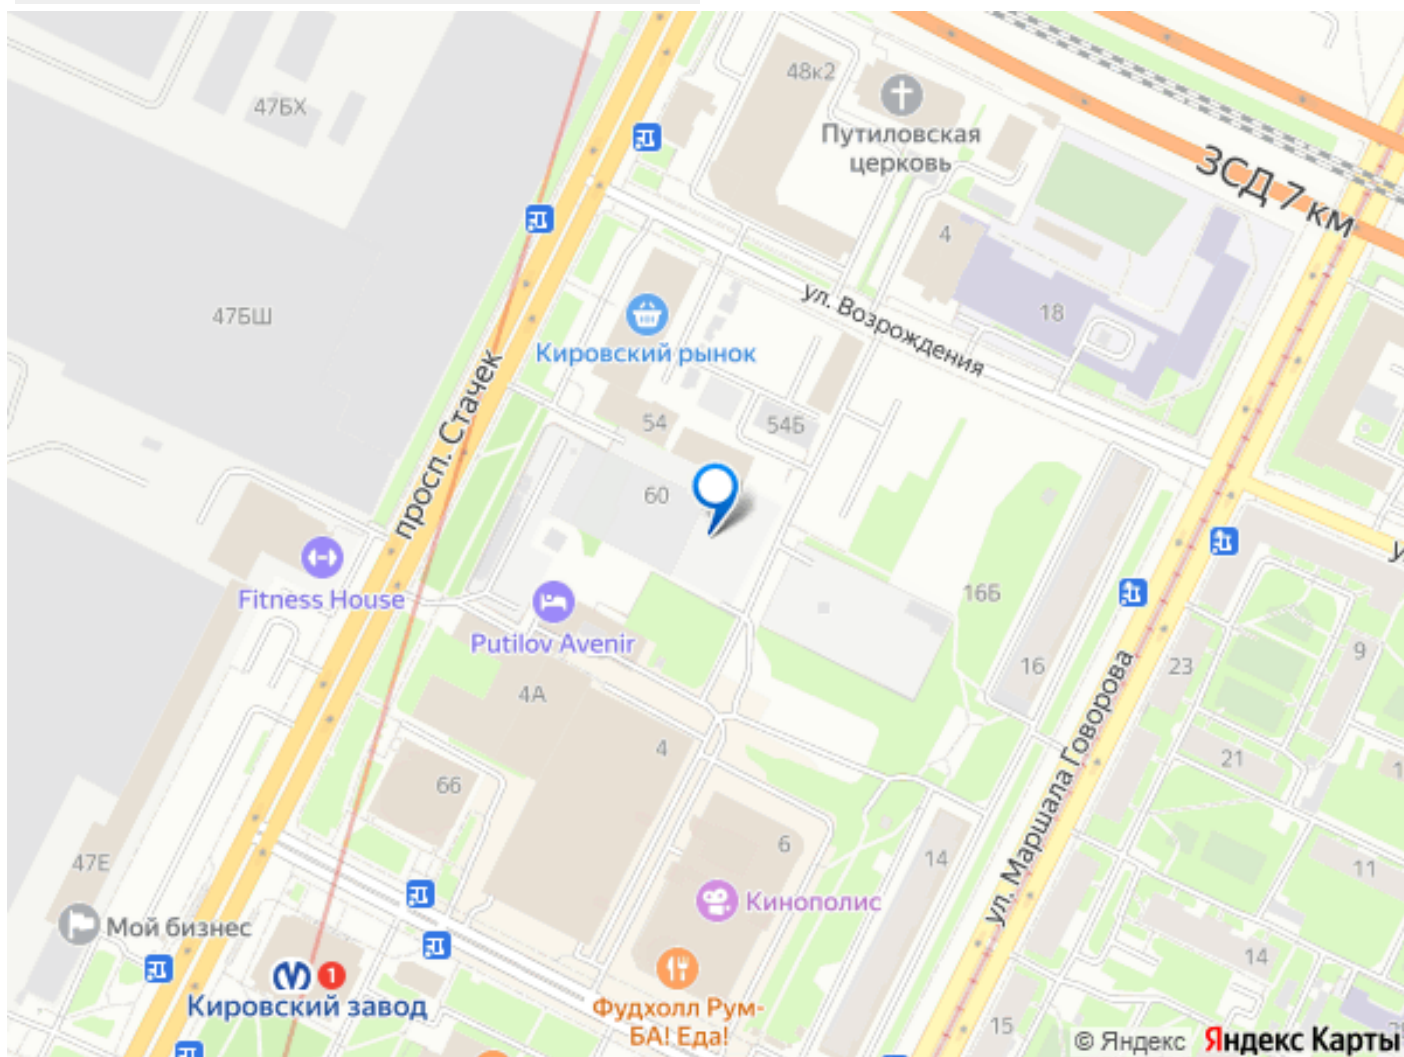 48к2
47БХ
Путиловская
церковь
ЗСД 7 км
4
18
47БШ
ул. Возрождения
Кировский рынок
просп. Стачек
54
54Б
60
Fitness House
16Б
Putilov Avenir
16
23
9
4А
4
21
ул. Маршала Говорова
66
6
14
11
47Е
Кинополис
Мой бизнес
14
1
Кировский завод
Фудхолл Рум-
БА! Еда!
15
© Яндекс Яндекс Карты